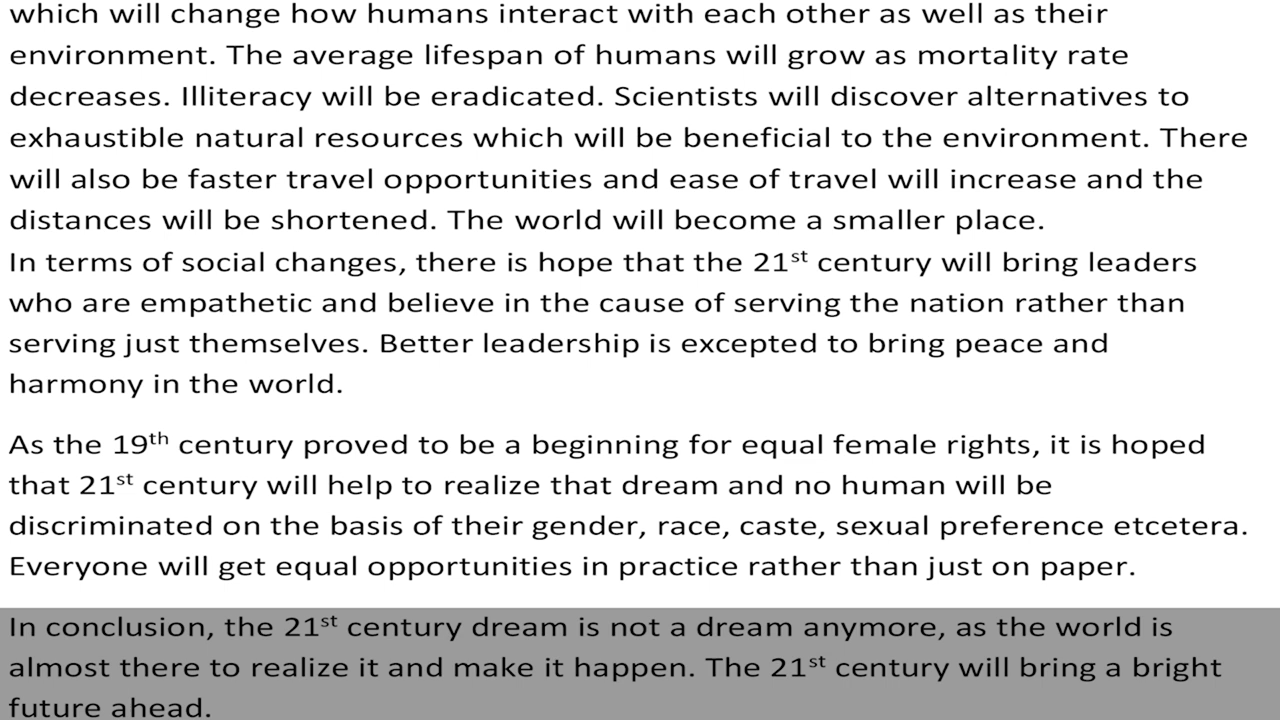 which will change how humans interact with each other as well as their
environment. The average lifespan of humans will grow as mortality rate
decreases. Illiteracy will be eradicated. Scientists will discover alternatives to
exhaustible natural resources which will be beneficial to the environment. There
will also be faster travel opportunities and ease of travel will increase and the
distances will be shortened. The world will become a smaller place.
In terms of social changes, there is hope that the 21st century will bring leaders
who are empathetic and believe in the cause of serving the nation rather than
serving just themselves. Better leadership is excepted to bring peace and
harmony in the world.
As the 19th century proved to be a beginning for equal female rights, it is hoped
that 21st century will help to realize that dream and no human will be
discriminated on the basis of their gender, race, caste, sexual preference etcetera.
Everyone will get equal opportunities in practice rather than just on paper.
In conclusion, the 21st century dream is not a dream anymore, as the world is
almost there to realize it and make it happen. The 21st century will bring a bright
future ahead.